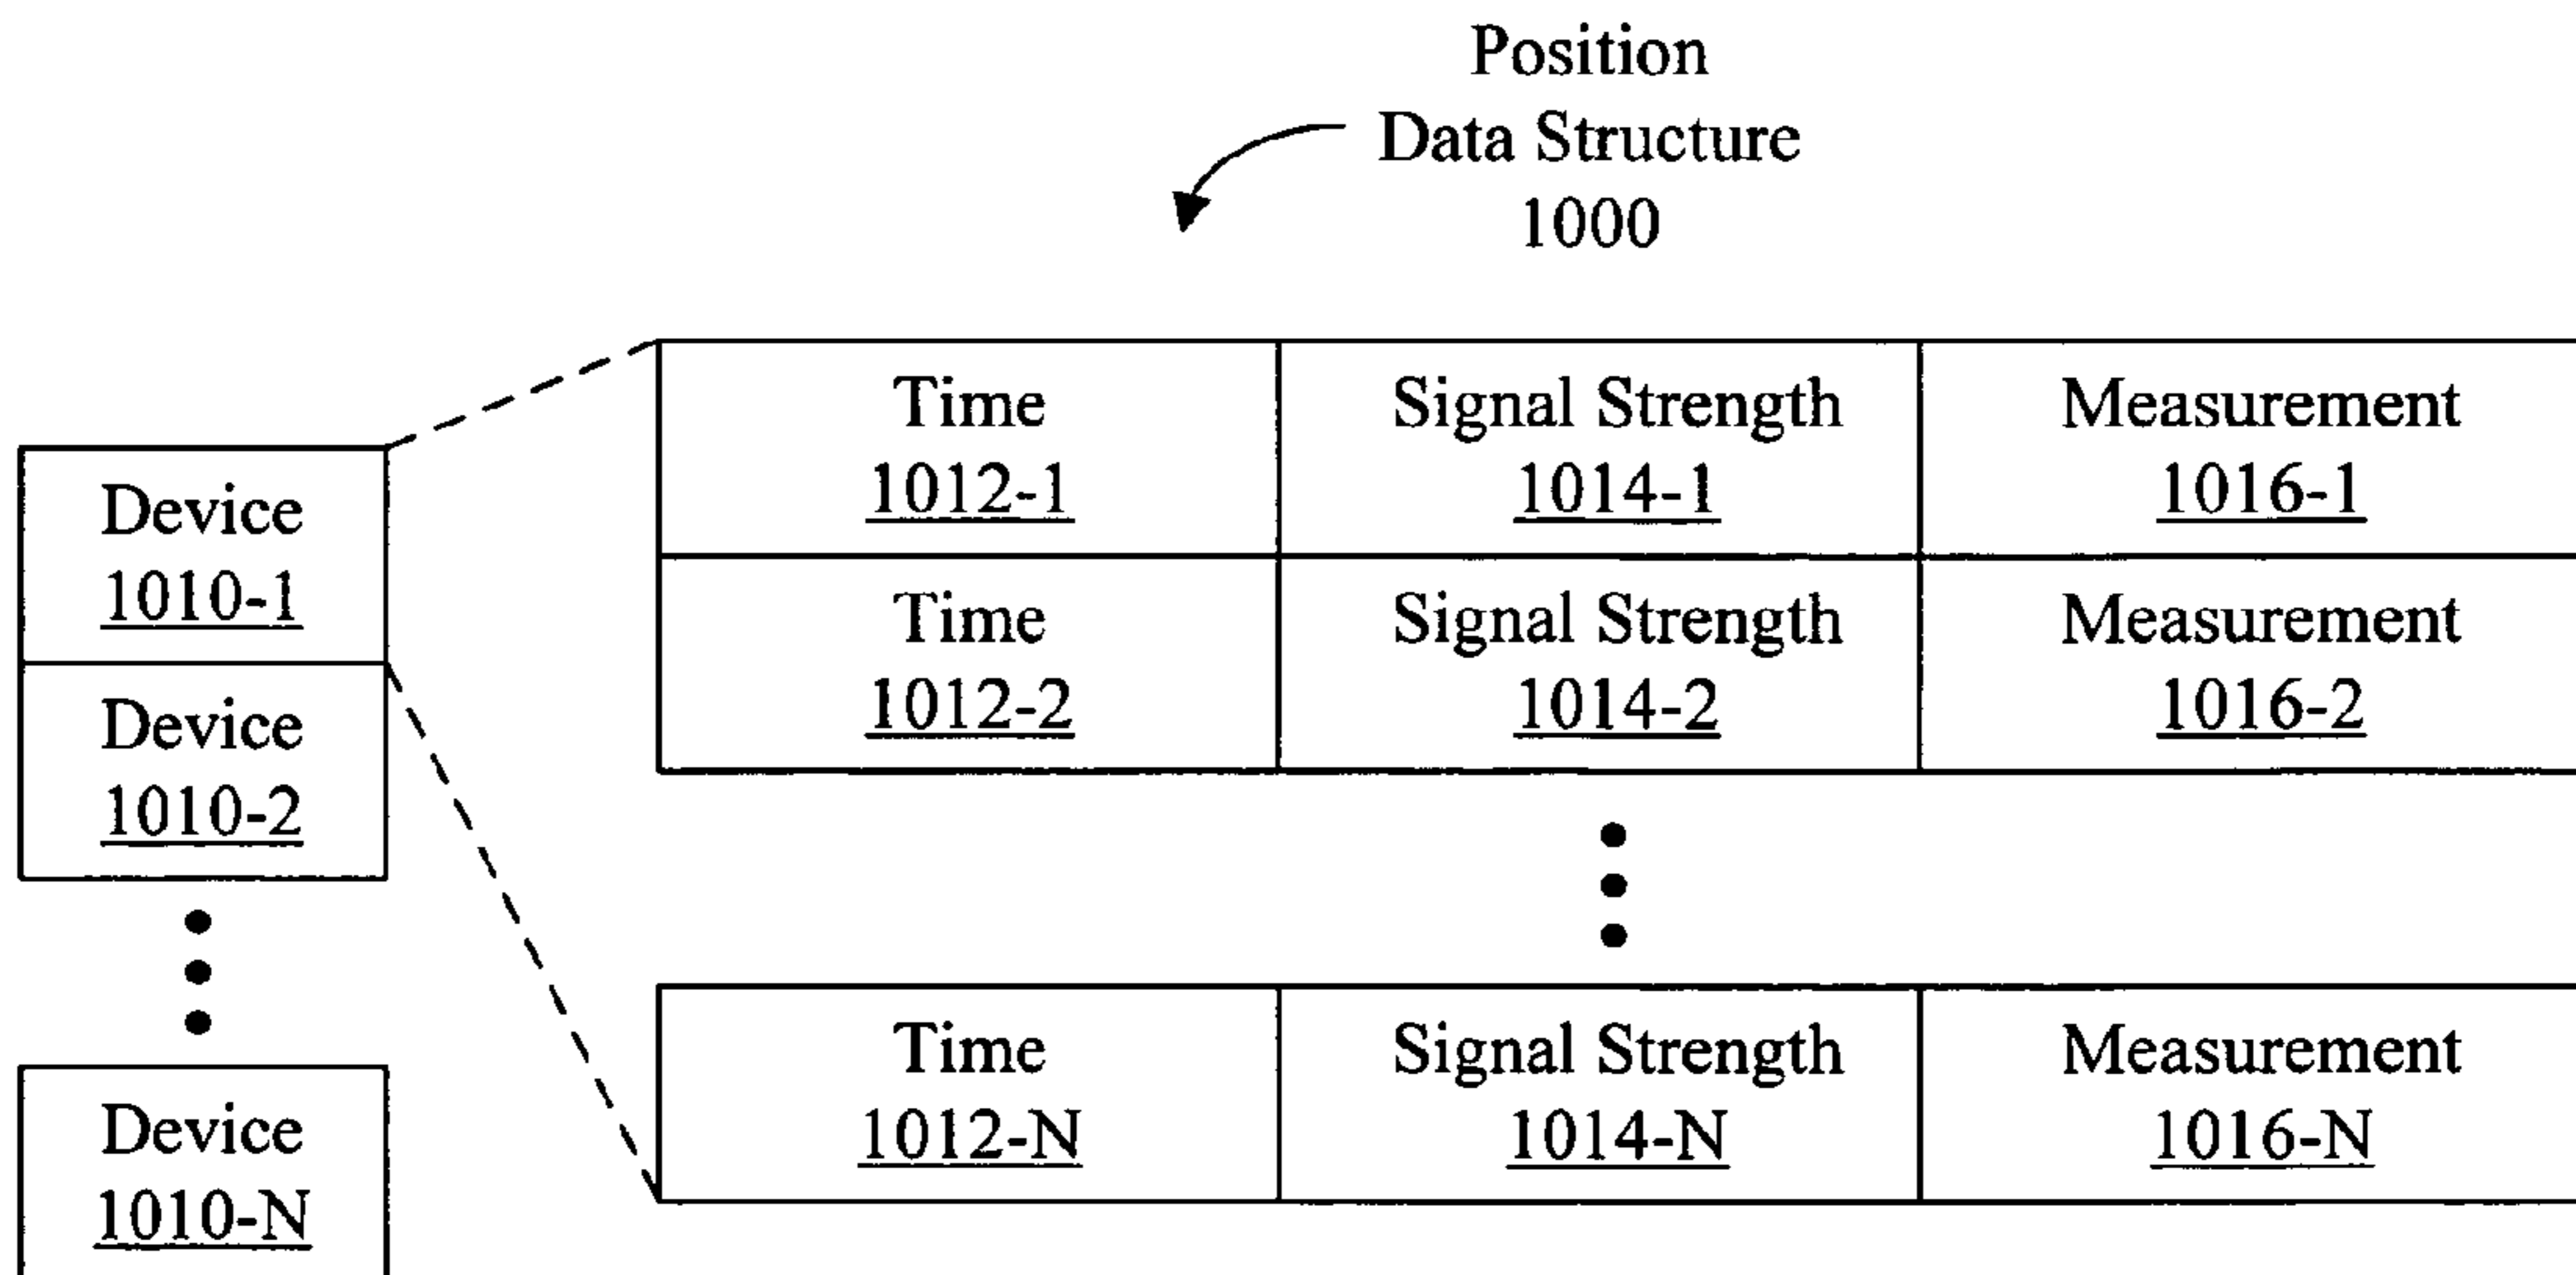 Position
Data Structure
1000
Device
1010-1
Device
1010-2
Device
1010-N
Time
1012-1
Signal Strength
1014-1
Measurement
1016-1
Time
1012-2
Signal Strength
1014-2
Measurement
1016-2
Time
1012-N
Signal Strength
1014-N
Measurement
1016-N